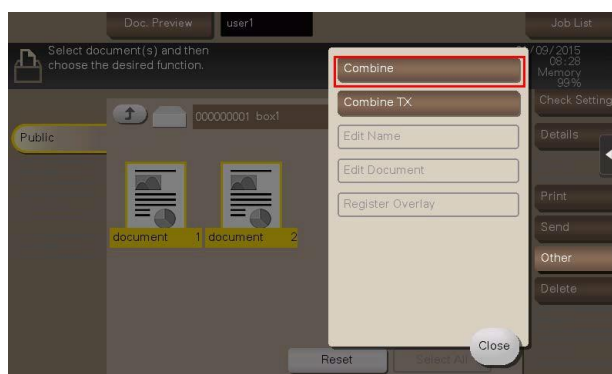 Doc. Preview
user1
Job List
Select document(s) and then
choose the desired function.
/09/2015
08:28
Memory
99%
Combine
Combine TX
Edit Name
Edit Document
Register Overlay
Close
000000001 box1
Public
document 1
document 2
Check Setting
Details
Print
Send
Other
Delete
Reset
Select All